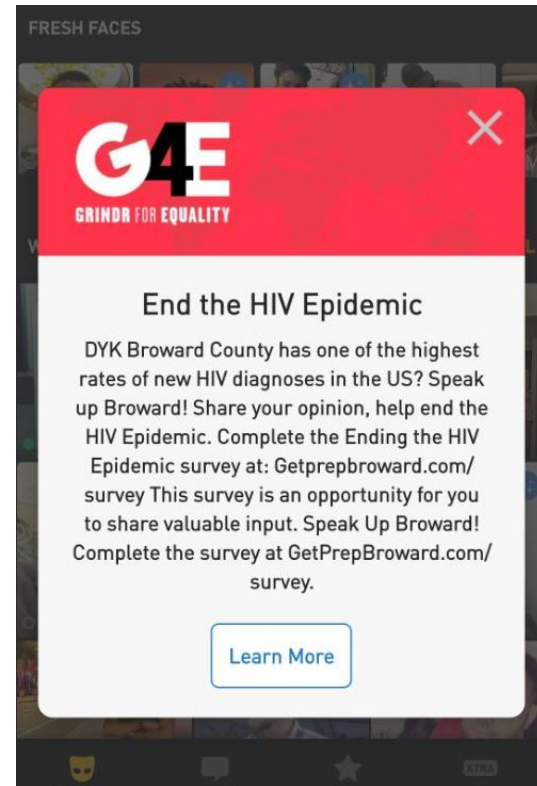 FRESH FACES
G4E
GRINDR FOR EQUALITY
End the HIV Epidemic
DYK Broward County has one of the highest
rates of new HIV diagnoses in the US? Speak
up Broward! Share your opinion, help end the
HIV Epidemic. Complete the Ending the HIV
Epidemic survey at: Getprepbroward.com/
survey This survey is an opportunity for you
to share valuable input. Speak Up Broward!
Complete the survey at GetPrepBroward.com/
survey.
Learn More
XTRA